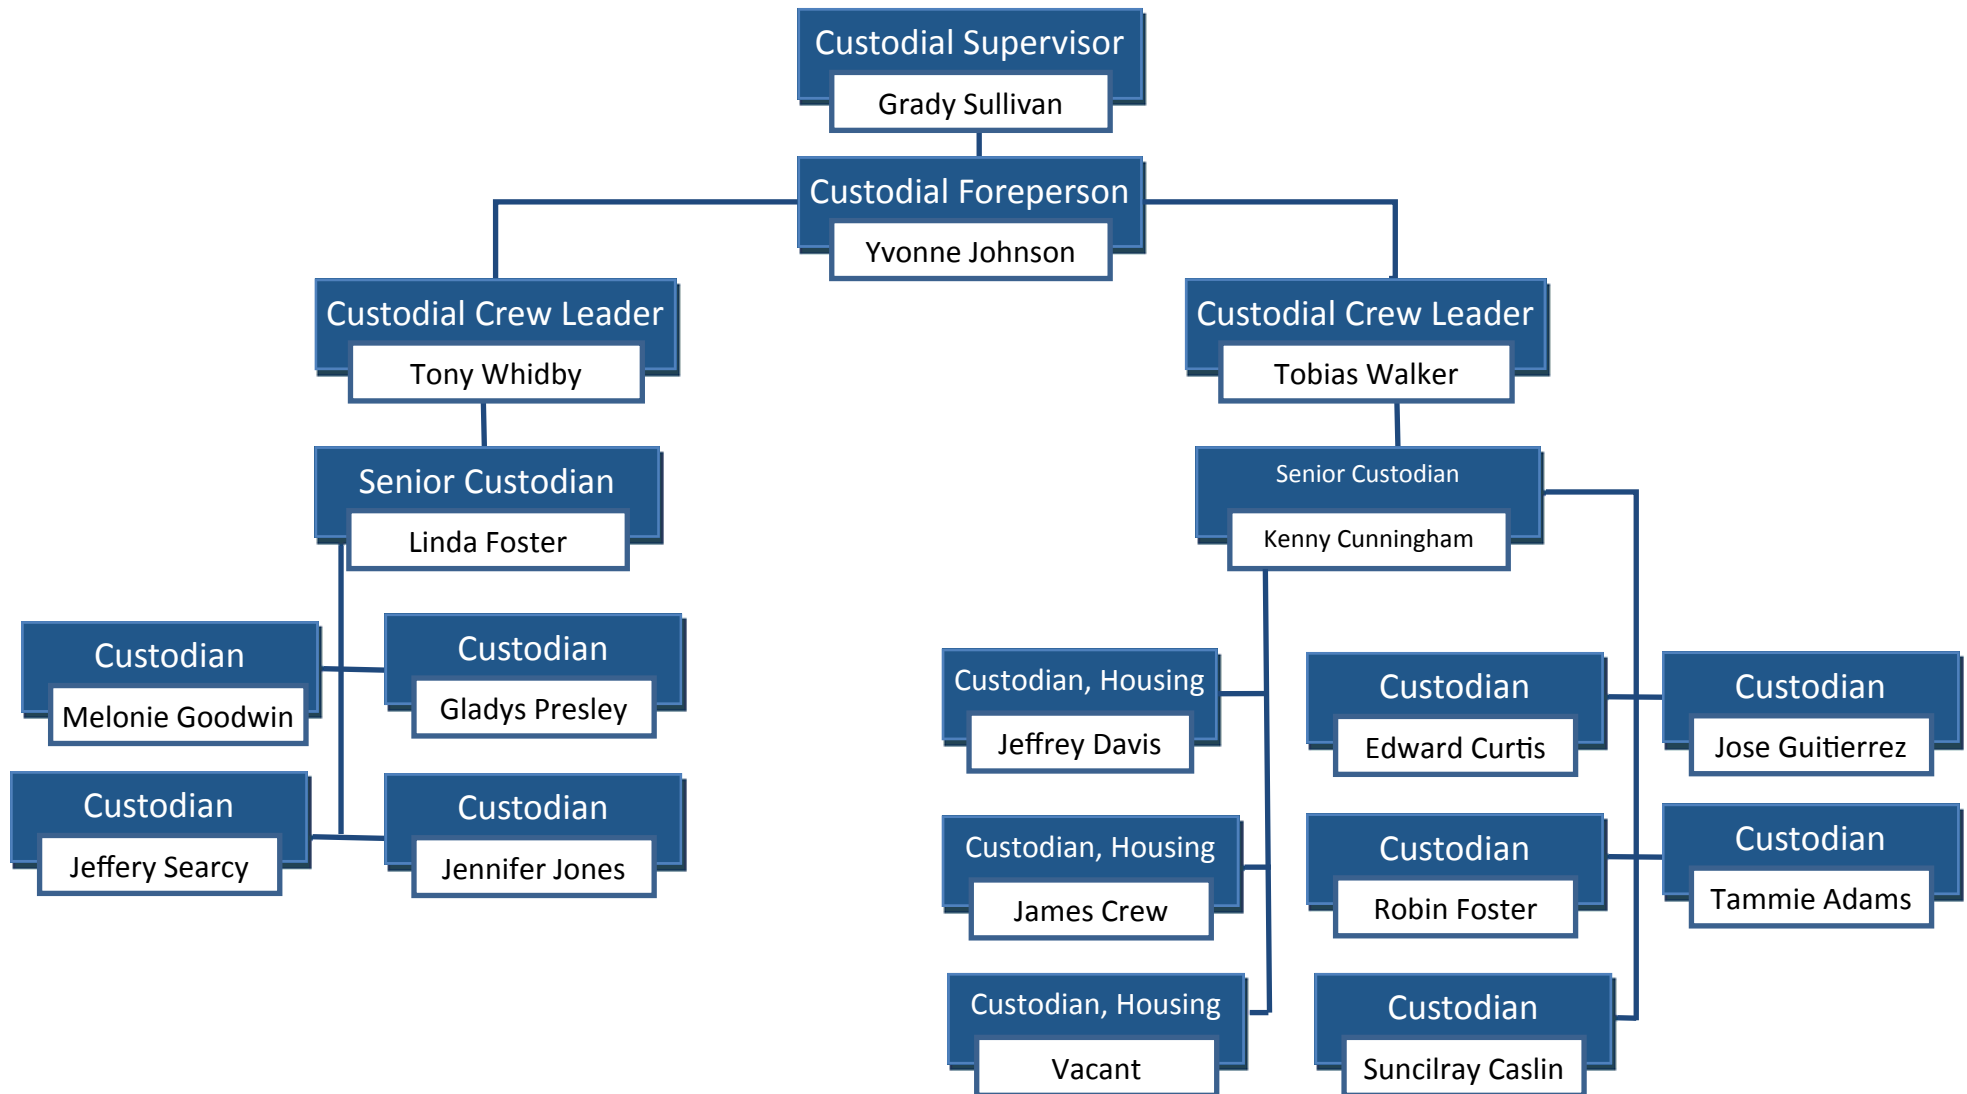 Custodial Supervisor
Grady Sullivan
Custodial Foreperson
Yvonne Johnson
Custodial Crew Leader
Tony Whidby
Custodial Crew Leader
Tobias Walker
Senior Custodian
Linda Foster
Senior Custodian
Kenny Cunningham
Custodian
Melonie Goodwin
Custodian
Gladys Presley
Custodian
Jeffery Searcy
Custodian
Jennifer Jones
Custodian, Housing
Jeffrey Davis
Custodian
Edward Curtis
Custodian
Jose Guitierrez
Custodian, Housing
James Crew
Custodian
Robin Foster
Custodian
Tammie Adams
Custodian, Housing
Vacant
Custodian
Suncilray Caslin